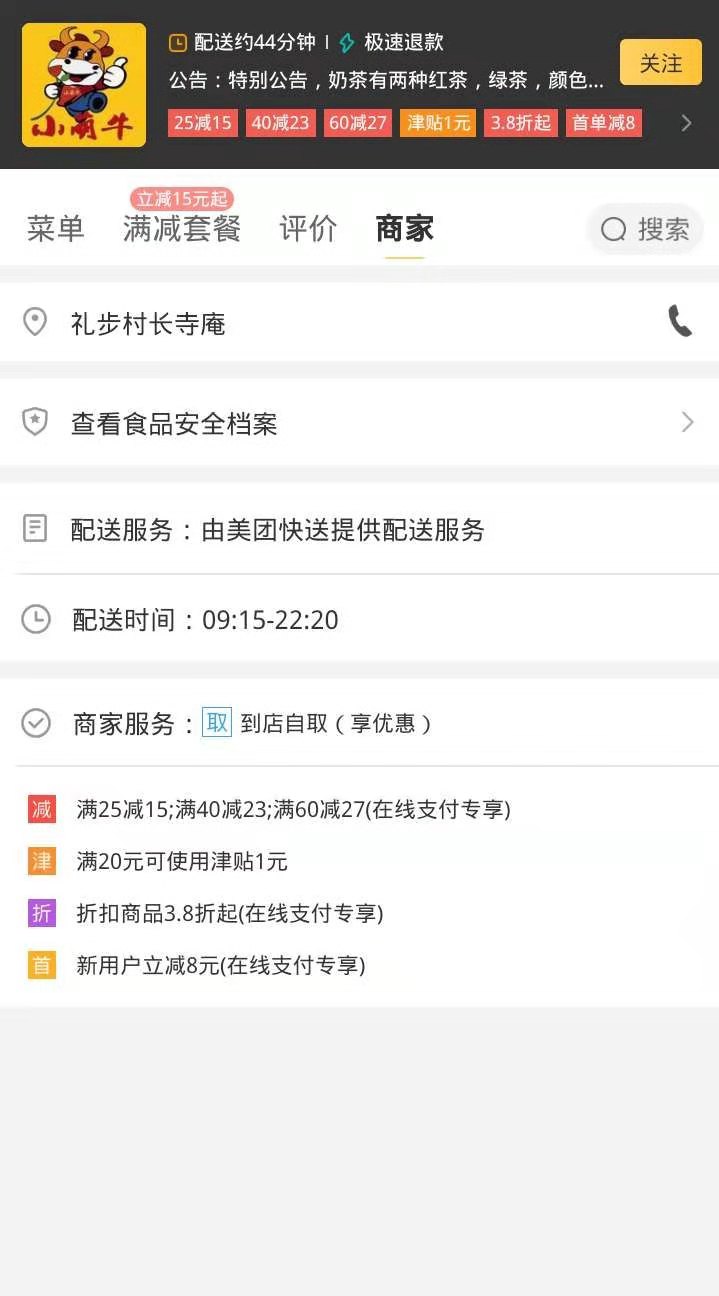 配送约44分钟 | 极速退款
公告：特别公告，奶茶有两种红茶，绿茶，颜色...
关注
小萌牛
25减15 40减23 60减27 津贴1元 3.8折起 首单减8
立减15元起
菜单 满减套餐 评价 商家 搜索
礼步村长寺庵
查看食品安全档案
配送服务：由美团快送提供配送服务
配送时间：09:15-22:20
商家服务：取 到店自取（享优惠）
减 满25减15;满40减23;满60减27(在线支付专享)
津 满20元可使用津贴1元
折 折扣商品3.8折起(在线支付专享)
首 新用户立减8元(在线支付专享)